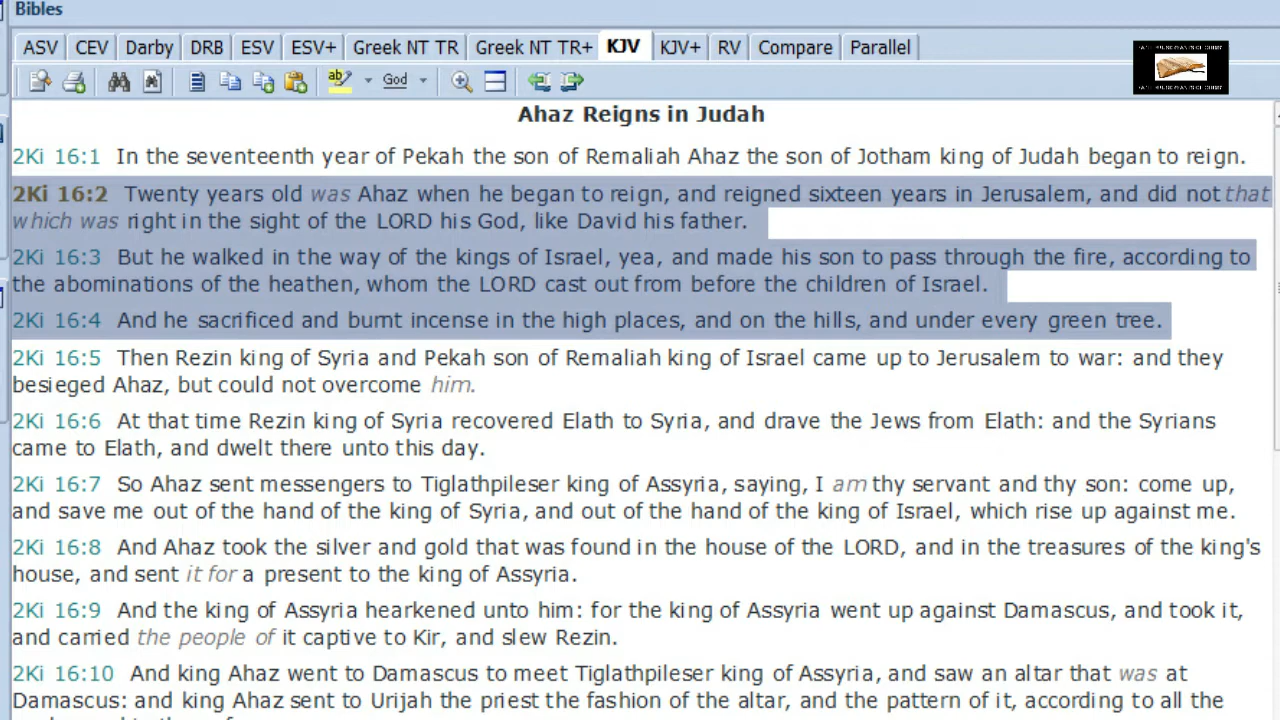 Bibles
ASV CEV Darby DRB ESV ESV+ Greek NT TR Greek NT TR+ KJV KJV+ RV Compare Parallel
ab God
Ahaz Reigns in Judah
2Ki 16:1 In the seventeenth year of Pekah the son of Remaliah Ahaz the son of Jotham king of Judah began to reign.
2Ki 16:2 Twenty years old was Ahaz when he began to reign, and reigned sixteen years in Jerusalem, and did not that
which was right in the sight of the LORD his God, like David his father.
2Ki 16:3 But he walked in the way of the kings of Israel, yea, and made his son to pass through the fire, according to
the abominations of the heathen, whom the LORD cast out from before the children of Israel.
2Ki 16:4 And he sacrificed and burnt incense in the high places, and on the hills, and under every green tree.
2Ki 16:5 Then Rezin king of Syria and Pekah son of Remaliah king of Israel came up to Jerusalem to war: and they
besieged Ahaz, but could not overcome him.
2Ki 16:6 At that time Rezin king of Syria recovered Elath to Syria, and drave the Jews from Elath: and the Syrians
came to Elath, and dwelt there unto this day.
2Ki 16:7 So Ahaz sent messengers to Tiglathpileser king of Assyria, saying, I am thy servant and thy son: come up,
and save me out of the hand of the king of Syria, and out of the hand of the king of Israel, which rise up against me.
2Ki 16:8 And Ahaz took the silver and gold that was found in the house of the LORD, and in the treasures of the king's
house, and sent it for a present to the king of Assyria.
2Ki 16:9 And the king of Assyria hearkened unto him: for the king of Assyria went up against Damascus, and took it,
and carried the people of it captive to Kir, and slew Rezin.
2Ki 16:10 And king Ahaz went to Damascus to meet Tiglathpileser king of Assyria, and saw an altar that was at
Damascus: and king Ahaz sent to Urijah the priest the fashion of the altar, and the pattern of it, according to all the